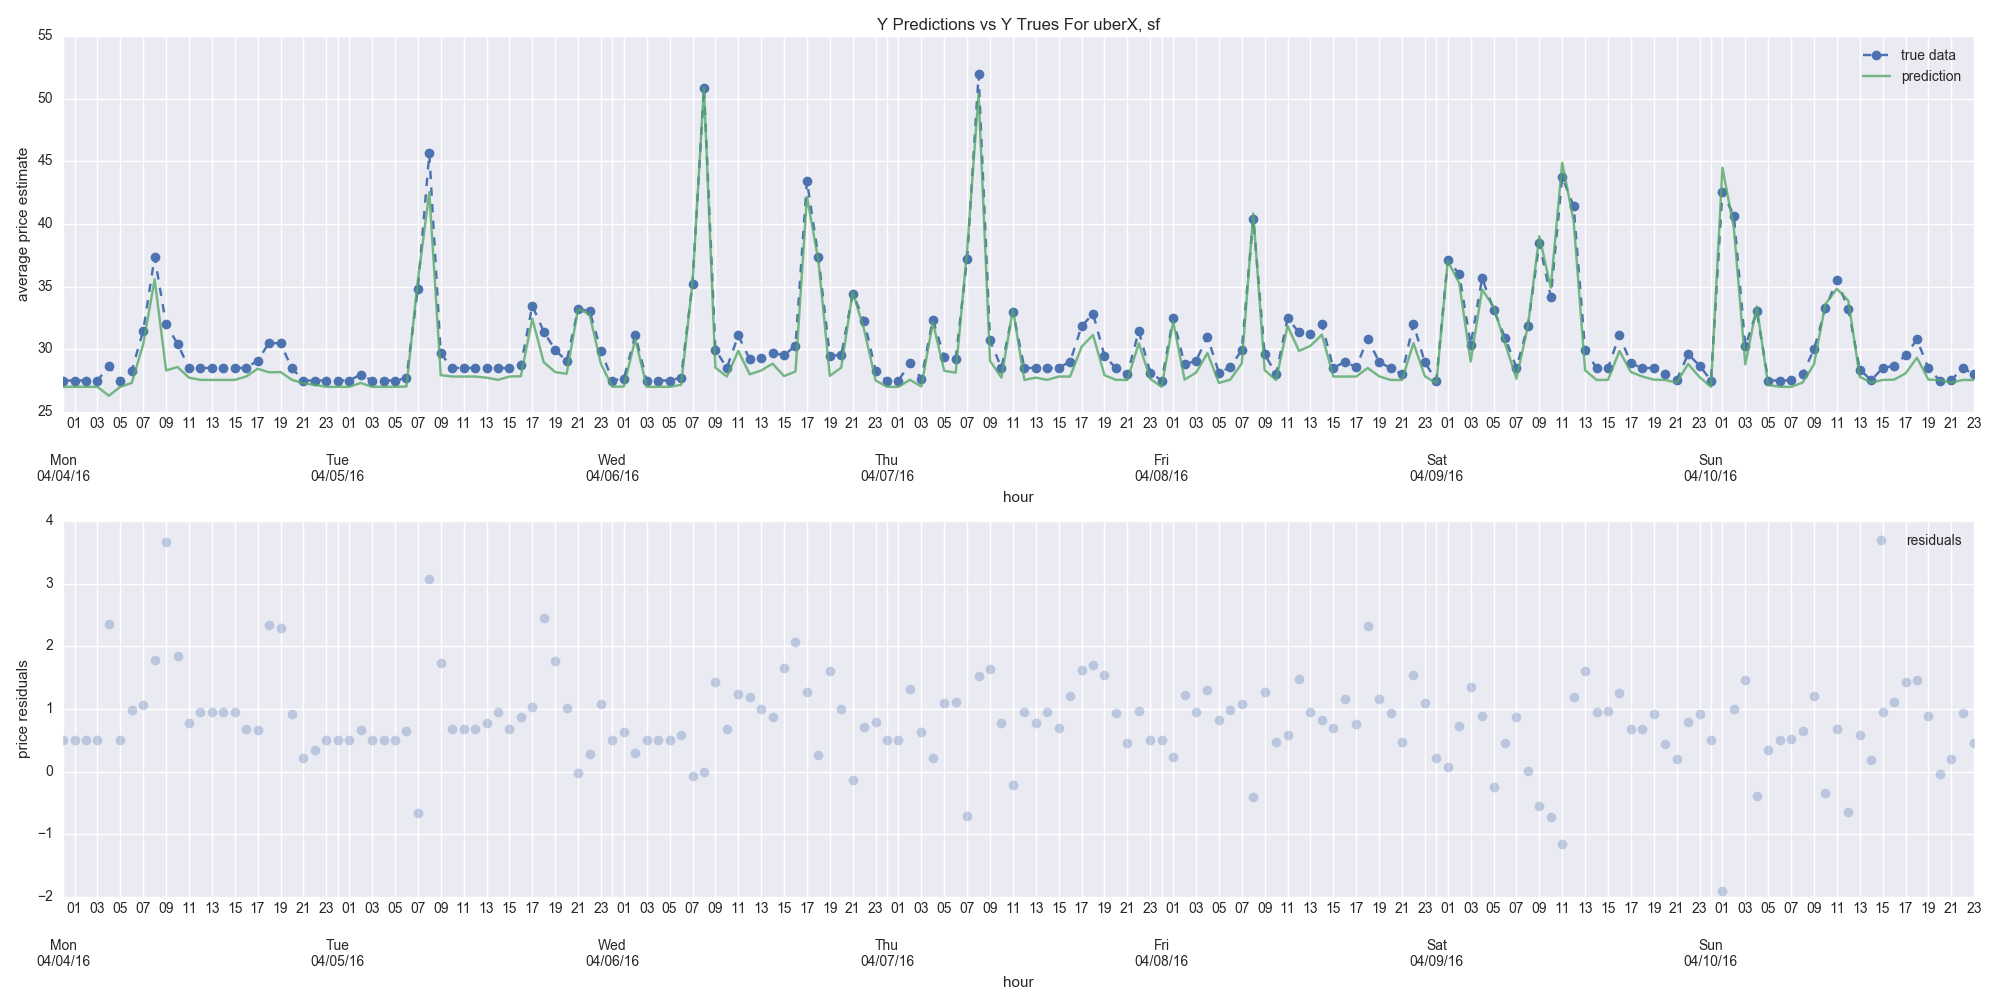 Y Predictions vs Y Trues For uberX, sf
average price estimate
55
50
45
40
35
30
25
true data
prediction
01 03 05 07 09 11 13 15 17 19 21 23 01 03 05 07 09 11 13 15 17 19 21 23 01 03 05 07 09 11 13 15 17 19 21 23 01 03 05 07 09 11 13 15 17 19 21 23 01 03 05 07 09 11 13 15 17 19 21 23 01 03 05 07 09 11 13 15 17 19 21 23 01 03 05 07 09 11 13 15 17 19 21 23
Mon Tue Wed Thu Fri Sat Sun
04/04/16 04/05/16 04/06/16 04/07/16 04/08/16 04/09/16 04/10/16
hour
price residuals
4
3
2
1
0
−1
−2
residuals
01 03 05 07 09 11 13 15 17 19 21 23 01 03 05 07 09 11 13 15 17 19 21 23 01 03 05 07 09 11 13 15 17 19 21 23 01 03 05 07 09 11 13 15 17 19 21 23 01 03 05 07 09 11 13 15 17 19 21 23 01 03 05 07 09 11 13 15 17 19 21 23 01 03 05 07 09 11 13 15 17 19 21 23
Mon Tue Wed Thu Fri Sat Sun
04/04/16 04/05/16 04/06/16 04/07/16 04/08/16 04/09/16 04/10/16
hour